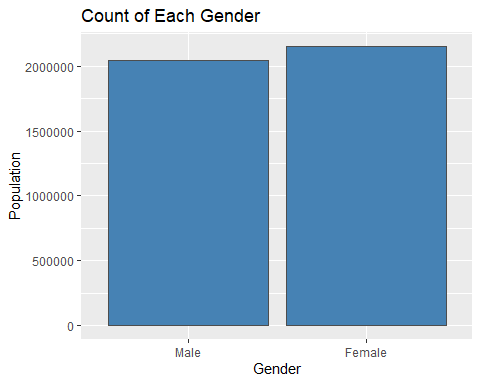 Count of Each Gender
2000000
1500000
1000000
500000
0
Population
Male Female
Gender